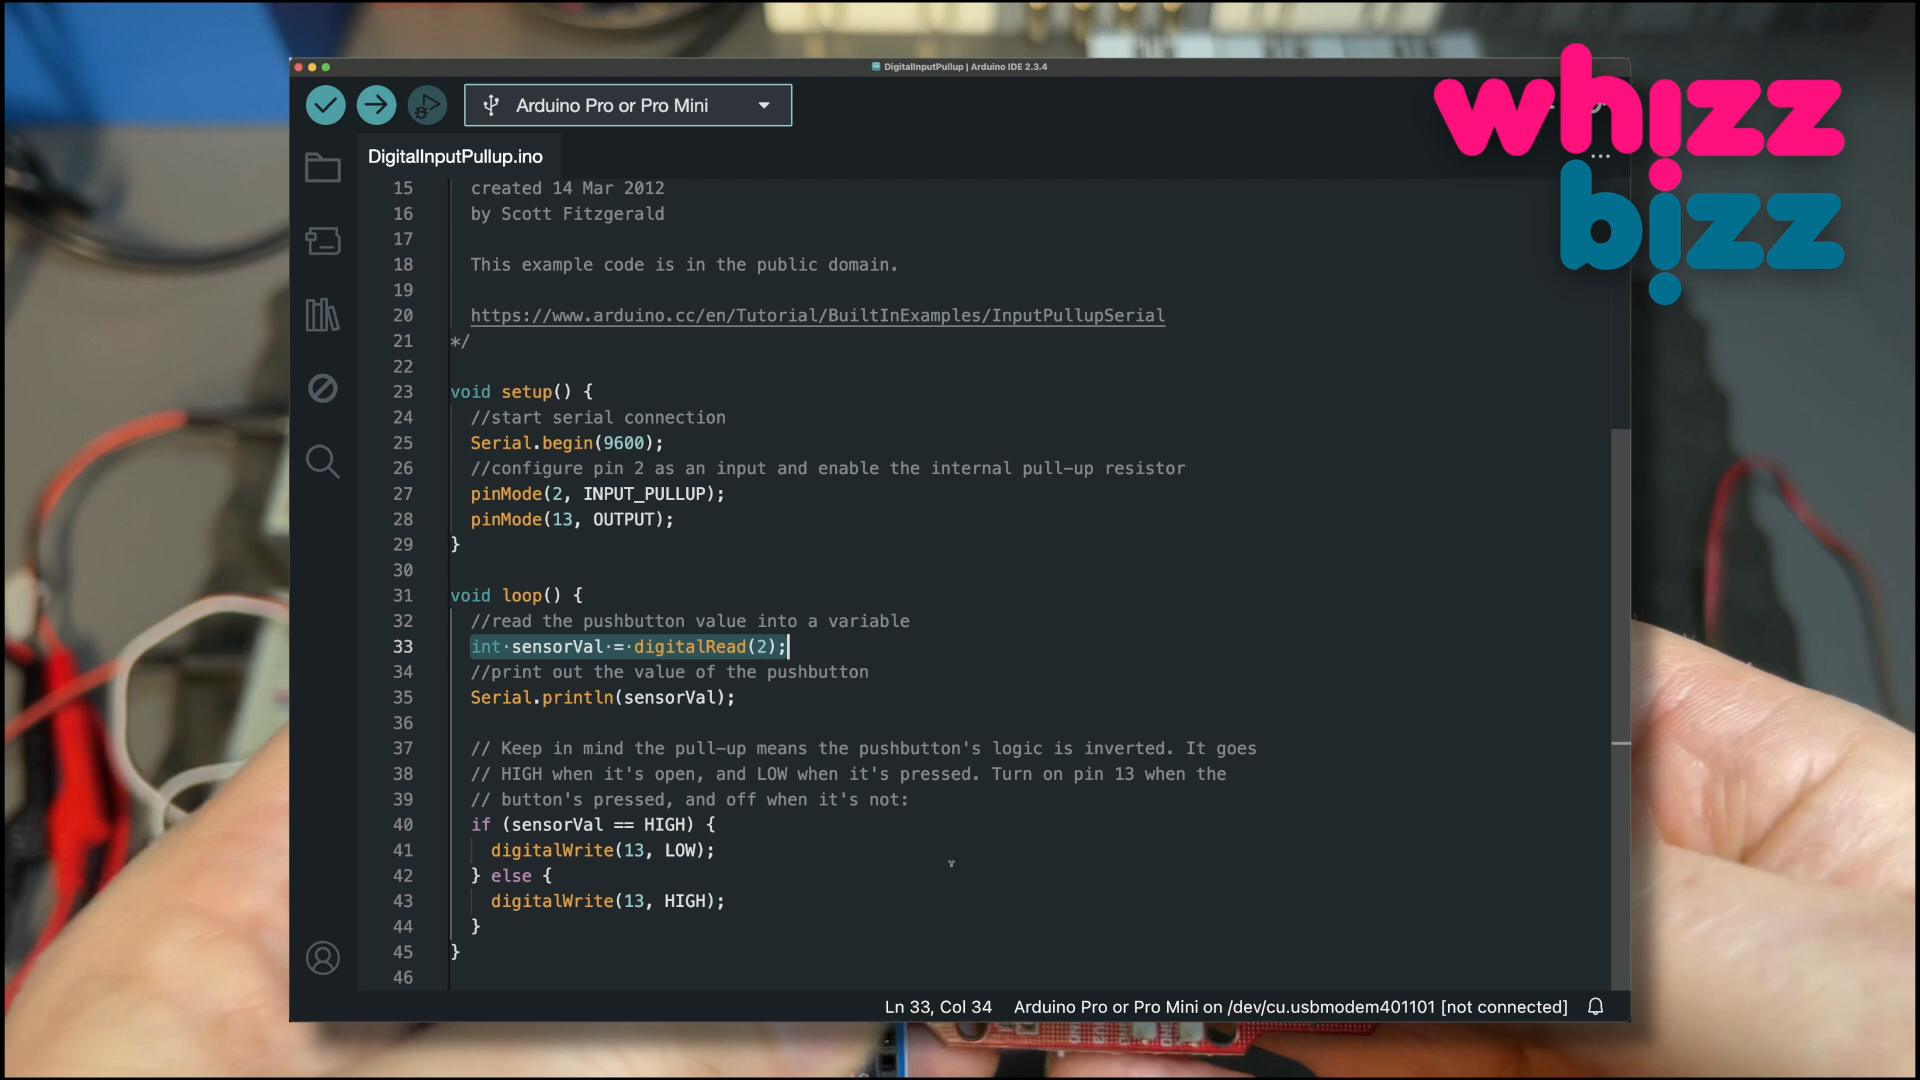 DigitalInputPullup | Arduino IDE 2.3.4
Arduino Pro or Pro Mini
whizz
bizz
DigitalInputPullup.ino
15 created 14 Mar 2012
16 by Scott Fitzgerald
17
18 This example code is in the public domain.
19
20 https://www.arduino.cc/en/Tutorial/BuiltInExamples/InputPullupSerial
21 */
22
23 void setup() {
24 //start serial connection
25 Serial.begin(9600);
26 //configure pin 2 as an input and enable the internal pull-up resistor
27 pinMode(2, INPUT_PULLUP);
28 pinMode(13, OUTPUT);
29 }
30
31 void loop() {
32 //read the pushbutton value into a variable
33 int sensorVal = digitalRead(2);
34 //print out the value of the pushbutton
35 Serial.println(sensorVal);
36
37 // Keep in mind the pull-up means the pushbutton's logic is inverted. It goes
38 // HIGH when it's open, and LOW when it's pressed. Turn on pin 13 when the
39 // button's pressed, and off when it's not:
40 if (sensorVal == HIGH) {
41 digitalWrite(13, LOW);
42 } else {
43 digitalWrite(13, HIGH);
44 }
45 }
46
Ln 33, Col 34 Arduino Pro or Pro Mini on /dev/cu.usbmodem401101 [not connected]